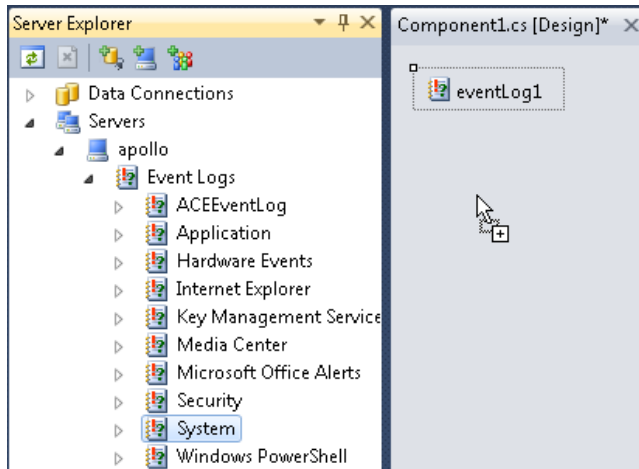 Server Explorer
Component1.cs [Design]*
Data Connections
eventLog1
Servers
apollo
Event Logs
ACEEventLog
Application
Hardware Events
Internet Explorer
Key Management Service
Media Center
Microsoft Office Alerts
Security
System
Windows PowerShell